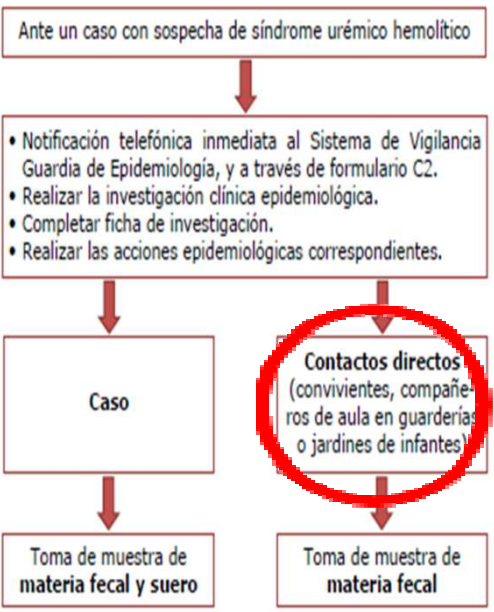 Ante un caso con sospecha de síndrome urémico hemolítico
• Notificación telefónica inmediata al Sistema de Vigilancia
Guardia de Epidemiología, y a través de formulario C2.
• Realizar la investigación clínica epidemiológica.
• Completar ficha de investigación.
• Realizar las acciones epidemiológicas correspondientes.
Caso
Contactos directos
(convivientes, compañe-
ros de aula en guarderías
o jardines de infantes)
Toma de muestra de
materia fecal y suero
Toma de muestra de
materia fecal